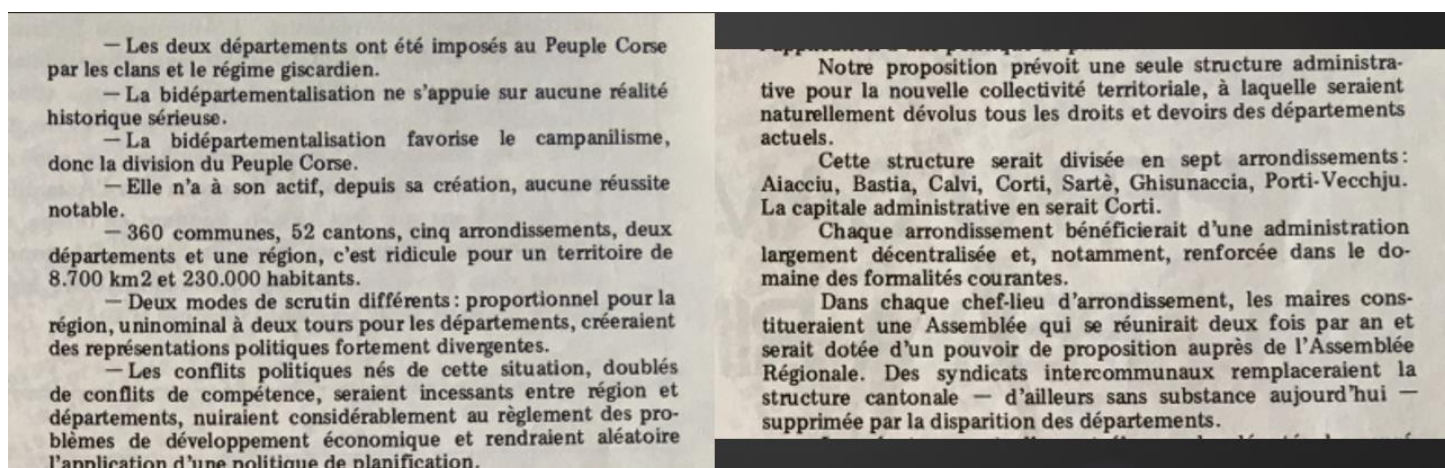 — Les deux départements ont été imposés au Peuple Corse
par les clans et le régime giscardien.
— La bidépartementalisation ne s'appuie sur aucune réalité
historique sérieuse.
— La bidépartementalisation favorise le campanilisme,
donc la division du Peuple Corse.
— Elle n'a à son actif, depuis sa création, aucune réussite
notable.
— 360 communes, 52 cantons, cinq arrondissements, deux
départements et une région, c'est ridicule pour un territoire de
8.700 km2 et 230.000 habitants.
— Deux modes de scrutin différents : proportionnel pour la
région, uninominal à deux tours pour les départements, créeraient
des représentations politiques fortement divergentes.
— Les conflits politiques nés de cette situation, doublés
de conflits de compétence, seraient incessants entre région et
départements, nuiraient considérablement au règlement des pro-
blèmes de développement économique et rendraient aléatoire
l'application d'une politique de planification.
Notre proposition prévoit une seule structure administra-
tive pour la nouvelle collectivité territoriale, à laquelle seraient
naturellement dévolus tous les droits et devoirs des départements
actuels.
Cette structure serait divisée en sept arrondissements :
Aiacciu, Bastia, Calvi, Corti, Sartè, Ghisunaccia, Porti-Vecchju.
La capitale administrative en serait Corti.
Chaque arrondissement bénéficierait d'une administration
largement décentralisée et, notamment, renforcée dans le do-
maine des formalités courantes.
Dans chaque chef-lieu d'arrondissement, les maires cons-
titueraient une Assemblée qui se réunirait deux fois par an et
serait dotée d'un pouvoir de proposition auprès de l'Assemblée
Régionale. Des syndicats intercommunaux remplaceraient la
structure cantonale — d'ailleurs sans substance aujourd'hui —
supprimée par la disparition des départements.